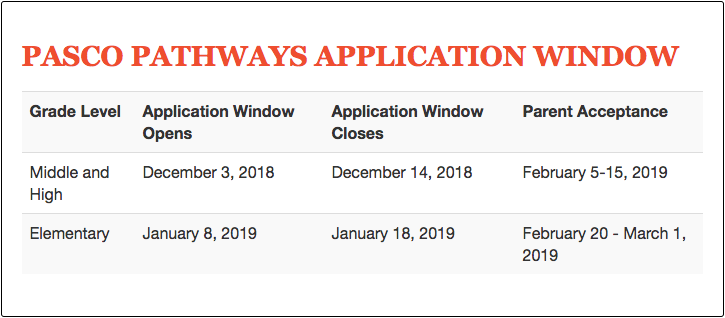 PASCO PATHWAYS APPLICATION WINDOW
Grade Level Application Window Opens Application Window Closes Parent Acceptance
Middle and High December 3, 2018 December 14, 2018 February 5-15, 2019
Elementary January 8, 2019 January 18, 2019 February 20 - March 1, 2019